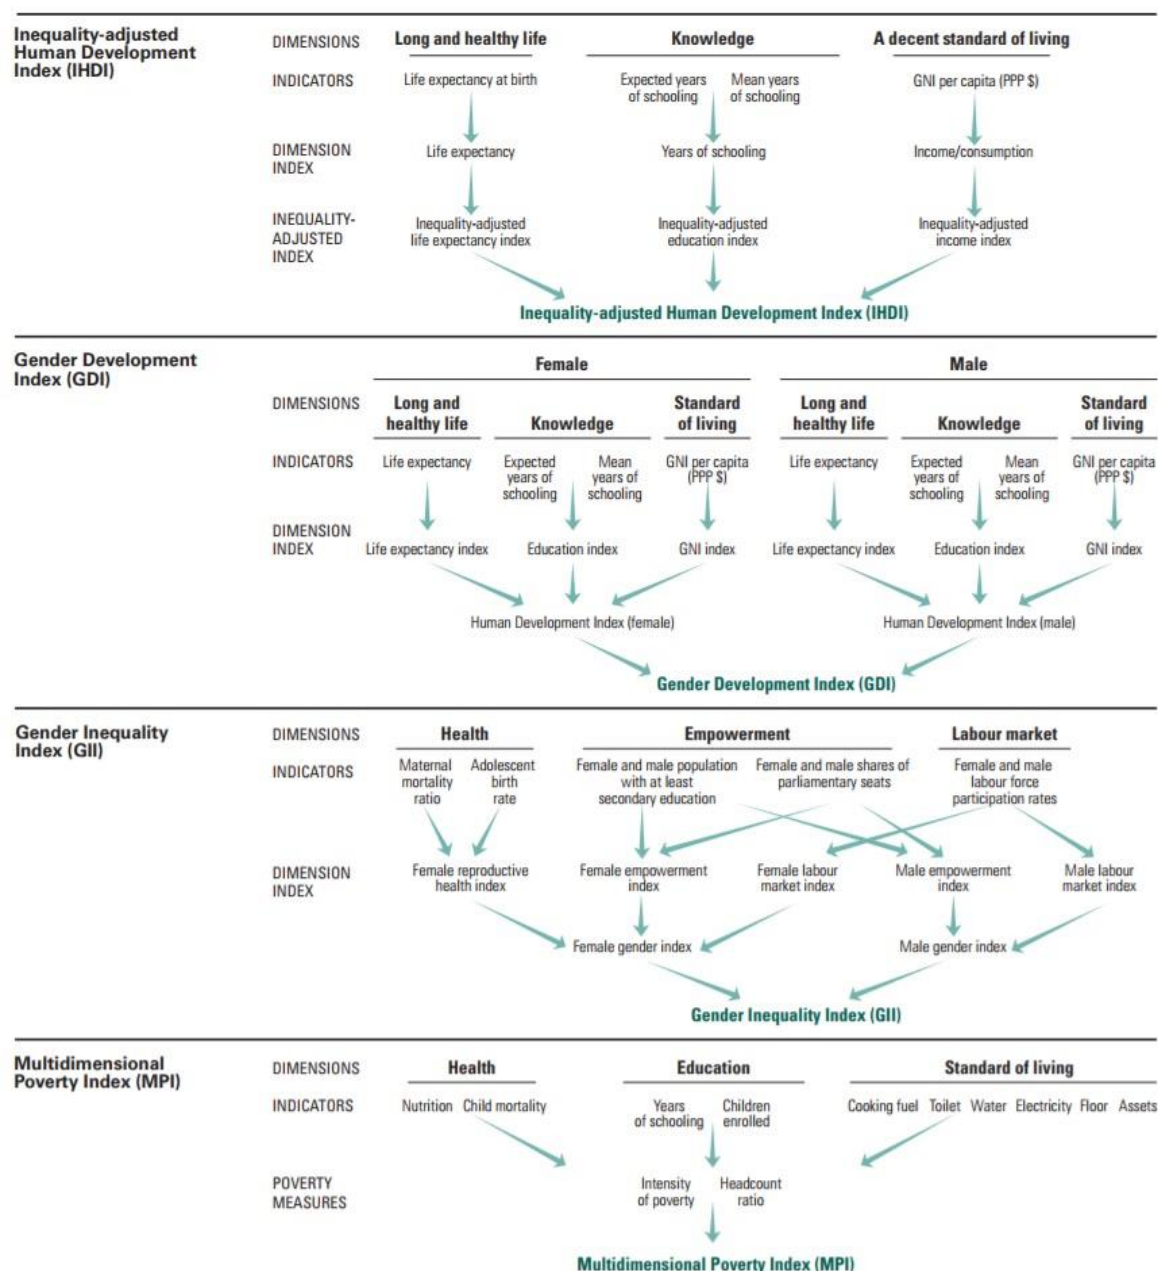 Inequality-adjusted
Human Development
Index (IHDI)
DIMENSIONS
Long and healthy life
Knowledge
A decent standard of living
INDICATORS
Life expectancy at birth
Expected years
of schooling
Mean years
of schooling
GNI per capita (PPP $)
DIMENSION
INDEX
Life expectancy
Years of schooling
Income/consumption
INEQUALITY-
ADJUSTED
INDEX
Inequality-adjusted
life expectancy index
Inequality-adjusted
education index
Inequality-adjusted
income index
Inequality-adjusted Human Development Index (IHDI)
Gender Development
Index (GDI)
Female
Male
DIMENSIONS
Long and
healthy life
Knowledge
Standard
of living
Long and
healthy life
Knowledge
Standard
of living
INDICATORS
Life expectancy
Expected
years of
schooling
Mean
years of
schooling
GNI per capita
(PPP $)
Life expectancy
Expected
years of
schooling
Mean
years of
schooling
GNI per capita
(PPP $)
DIMENSION
INDEX
Life expectancy index
Education index
GNI index
Life expectancy index
Education index
GNI index
Human Development Index (female)
Human Development Index (male)
Gender Development Index (GDI)
Gender Inequality
Index (GII)
DIMENSIONS
Health
Empowerment
Labour market
INDICATORS
Maternal
mortality
ratio
Adolescent
birth
rate
Female and male population
with at least
secondary education
Female and male shares of
parliamentary seats
Female and male
labour force
participation rates
DIMENSION
INDEX
Female reproductive
health index
Female empowerment
index
Female labour
market index
Male empowerment
index
Male labour
market index
Female gender index
Male gender index
Gender Inequality Index (GII)
Multidimensional
Poverty Index (MPI)
DIMENSIONS
Health
Education
Standard of living
INDICATORS
Nutrition Child mortality
Years
of schooling
Children
enrolled
Cooking fuel Toilet Water Electricity Floor Assets
POVERTY
MEASURES
Intensity
of poverty
Headcount
ratio
Multidimensional Poverty Index (MPI)